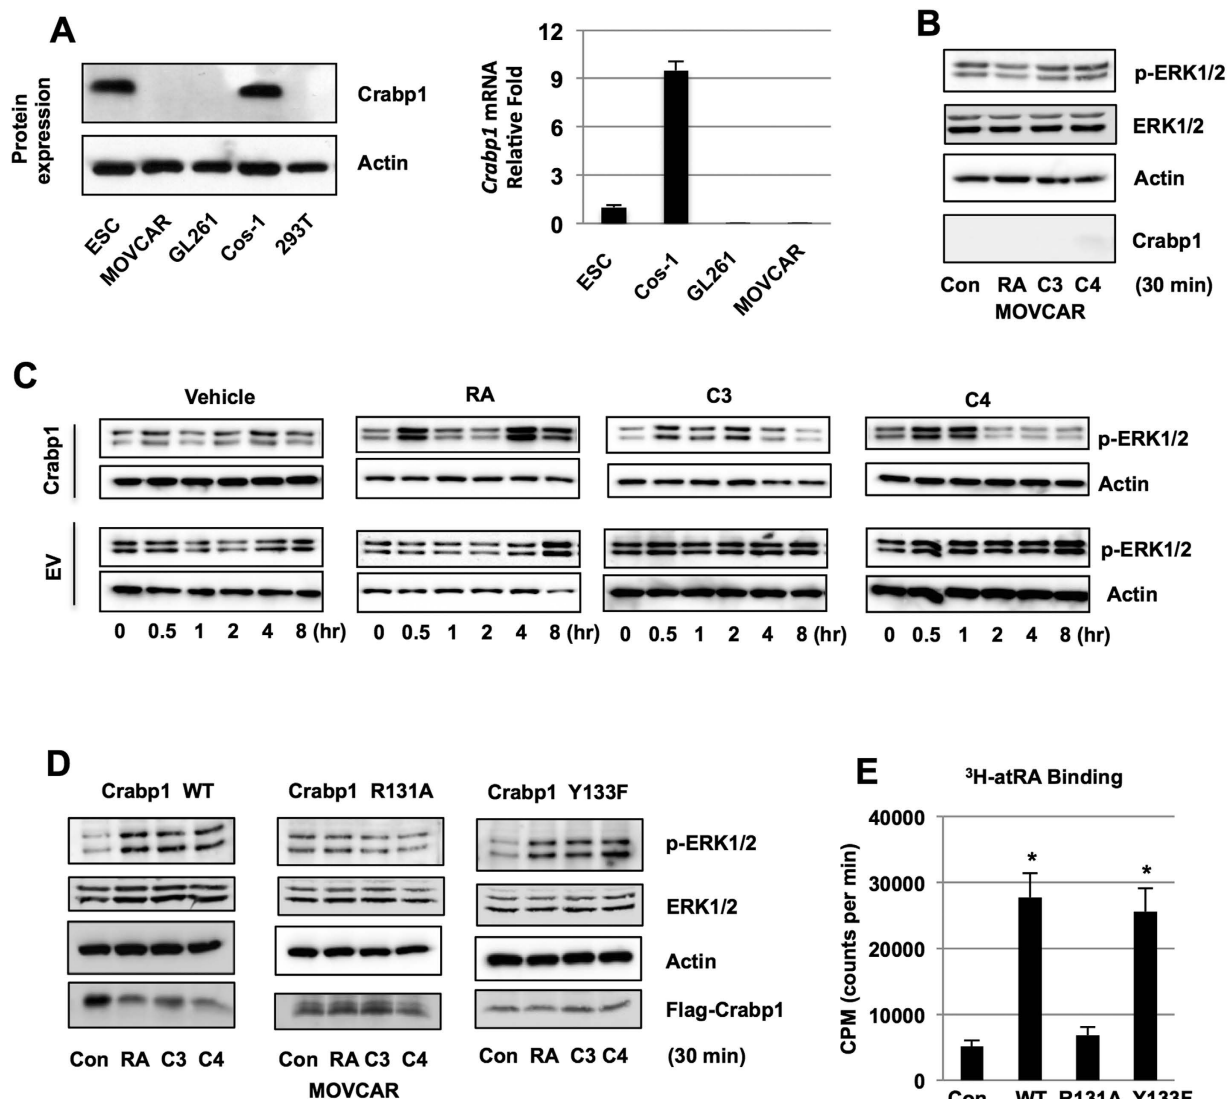 A
Protein
expression
Crabp1
Actin
ESC
MOVCAR
GL261
Cos-1
293T
Crabp1 mRNA
Relative Fold
12
9
6
3
0
ESC
Cos-1
GL261
MOVCAR
B
p-ERK1/2
ERK1/2
Actin
Crabp1
Con RA C3 C4 (30 min)
MOVCAR
C
Vehicle
RA
C3
C4
Crabp1
p-ERK1/2
Actin
EV
p-ERK1/2
Actin
0 0.5 1 2 4 8 (hr)
0 0.5 1 2 4 8 (hr)
0 0.5 1 2 4 8 (hr)
0 0.5 1 2 4 8 (hr)
D
Crabp1 WT
Crabp1 R131A
Crabp1 Y133F
p-ERK1/2
ERK1/2
Actin
Flag-Crabp1
Con RA C3 C4
Con RA C3 C4
Con RA C3 C4
(30 min)
MOVCAR
E
³H-atRA Binding
CPM (counts per min)
40000
30000
20000
10000
0
*
*
Con WT R131A Y133F